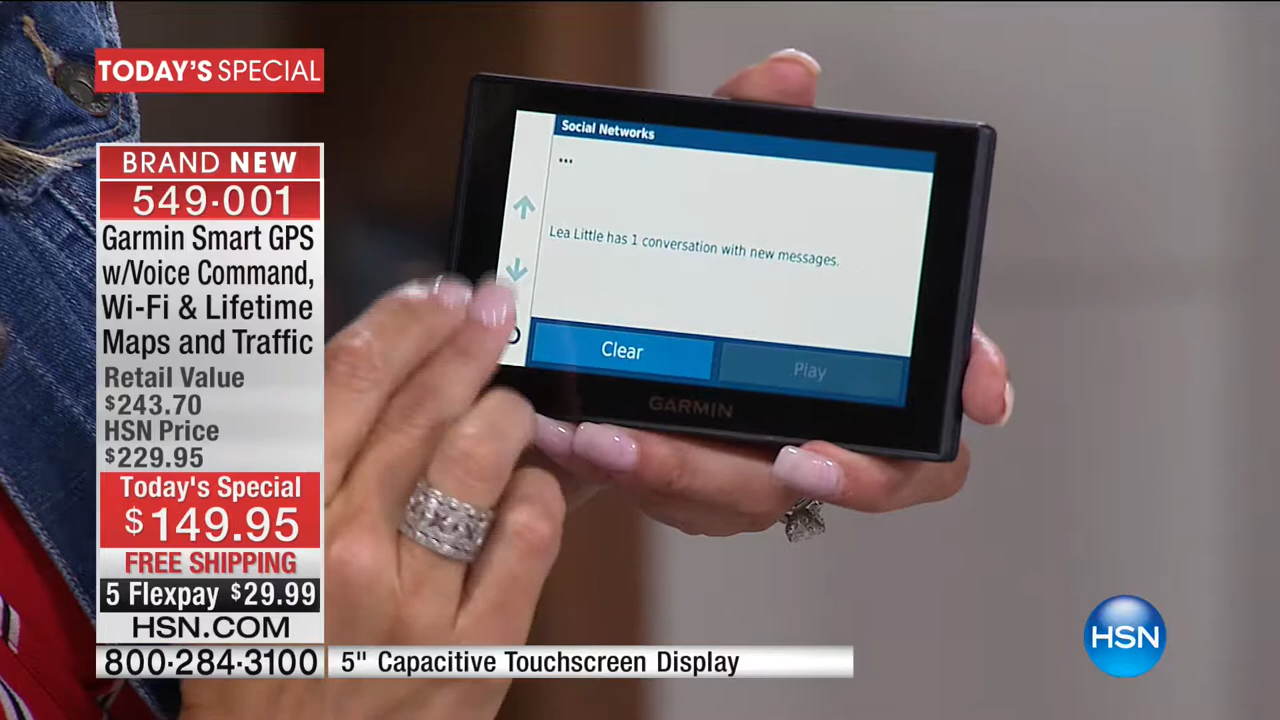 TODAY'S SPECIAL
BRAND NEW
549·001
Garmin Smart GPS
w/Voice Command,
Wi-Fi & Lifetime
Maps and Traffic
Retail Value
$243.70
HSN Price
$229.95
Today's Special
$149.95
FREE SHIPPING
5 Flexpay $29.99
HSN.COM
800·284·3100
5" Capacitive Touchscreen Display
Social Networks
...
Lea Little has 1 conversation with new messages.
Clear
Play
GARMIN
HSN